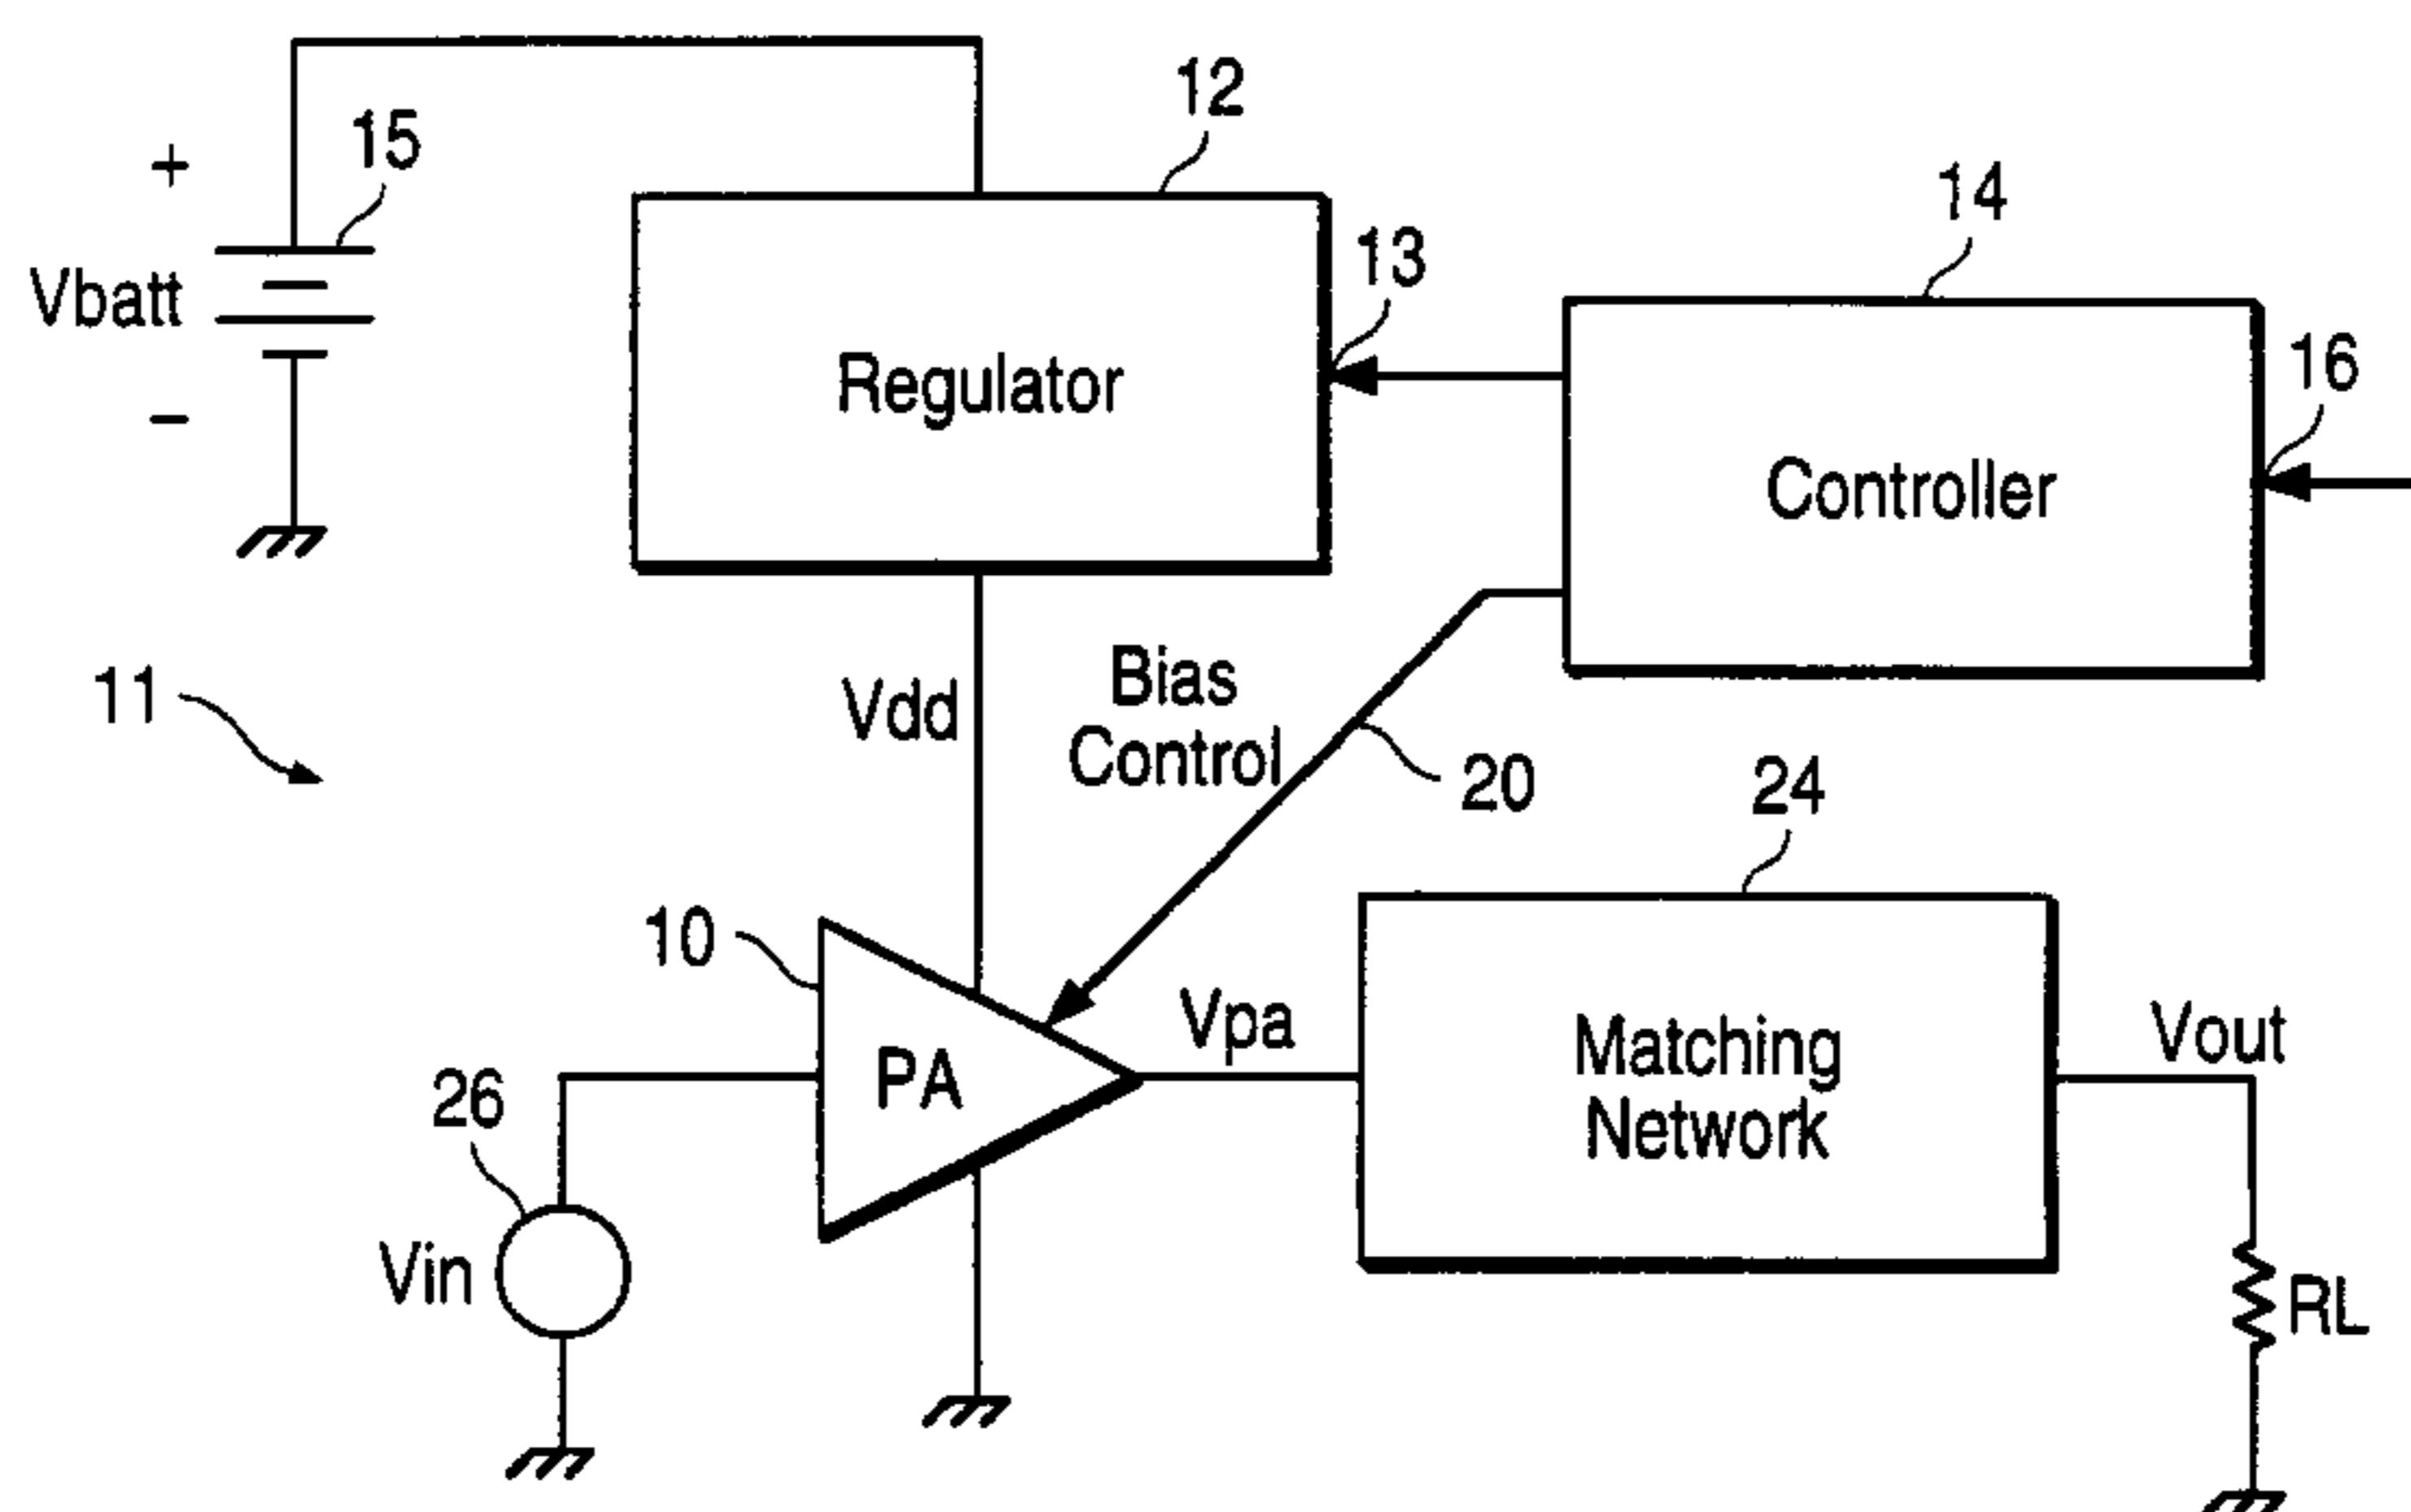 12
15
+
14
13
Vbatt
16
Regulator
−
Controller
11
Vdd
Bias
Control
20
24
10
Vpa
Vout
Matching
Network
PA
26
Vin
RL